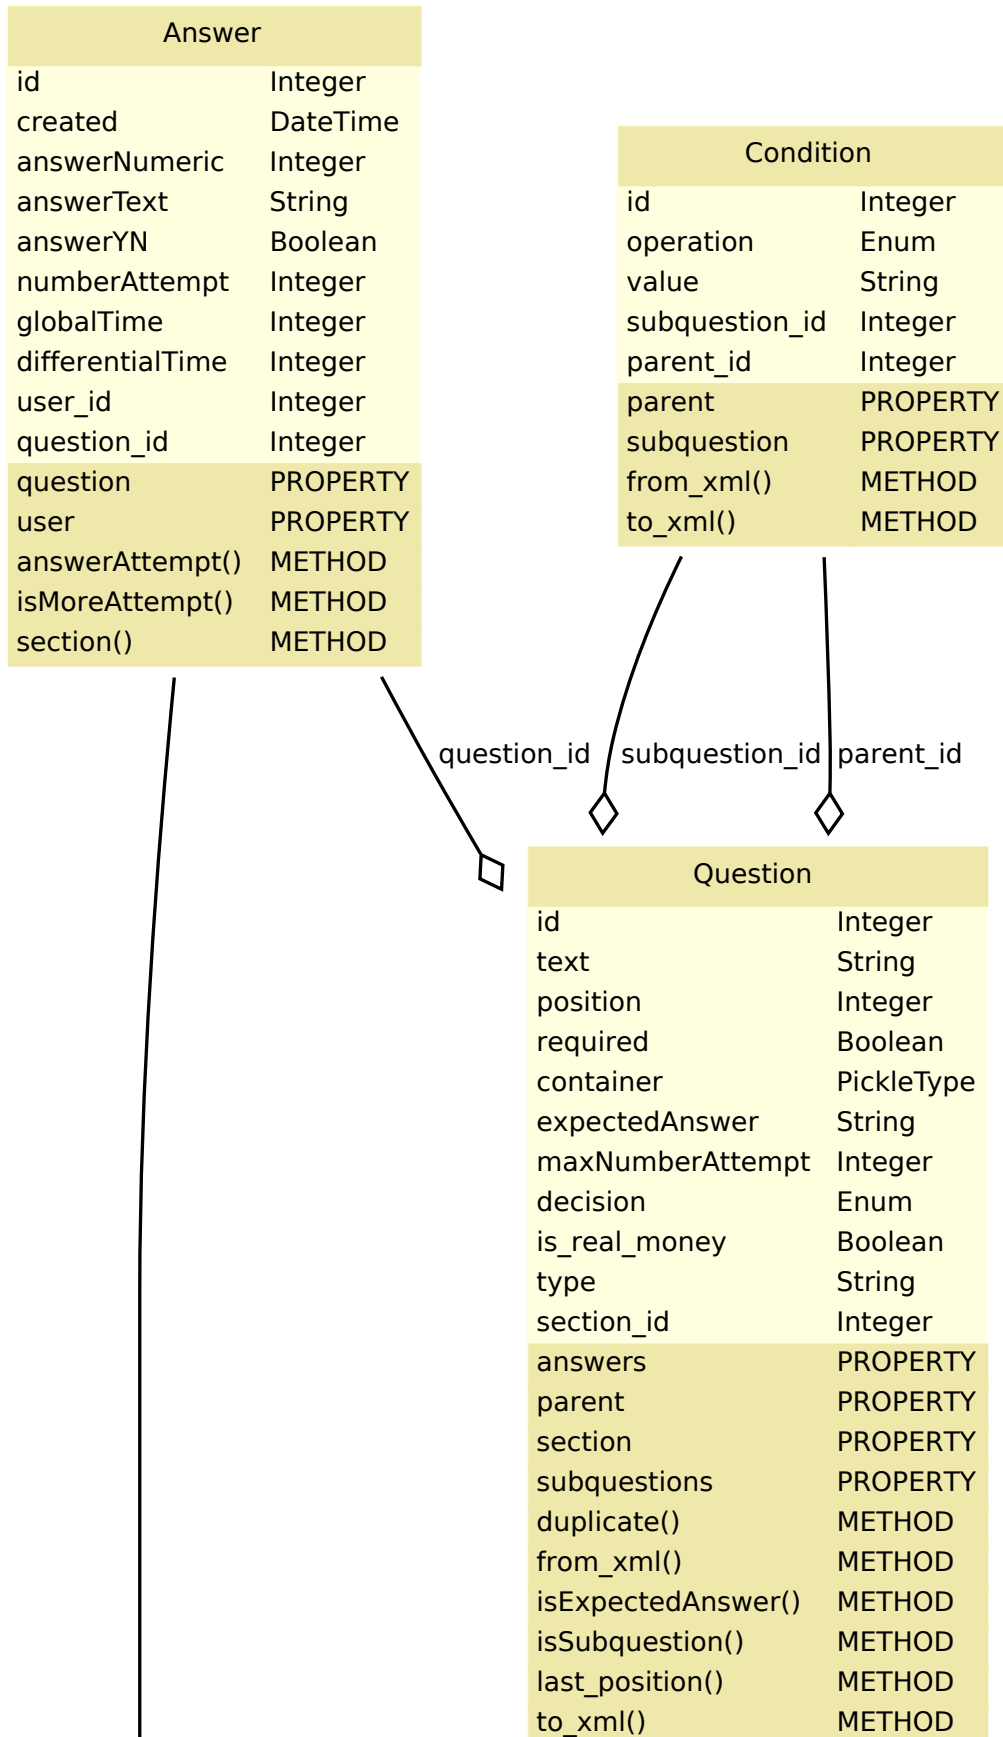 Answer
id Integer
created DateTime
answerNumeric Integer
answerText String
answerYN Boolean
numberAttempt Integer
globalTime Integer
differentialTime Integer
user_id Integer
question_id Integer
question PROPERTY
user PROPERTY
answerAttempt() METHOD
isMoreAttempt() METHOD
section() METHOD
Condition
id Integer
operation Enum
value String
subquestion_id Integer
parent_id Integer
parent PROPERTY
subquestion PROPERTY
from_xml() METHOD
to_xml() METHOD
question_id subquestion_id parent_id
Question
id Integer
text String
position Integer
required Boolean
container PickleType
expectedAnswer String
maxNumberAttempt Integer
decision Enum
is_real_money Boolean
type String
section_id Integer
answers PROPERTY
parent PROPERTY
section PROPERTY
subquestions PROPERTY
duplicate() METHOD
from_xml() METHOD
isExpectedAnswer() METHOD
isSubquestion() METHOD
last_position() METHOD
to_xml() METHOD